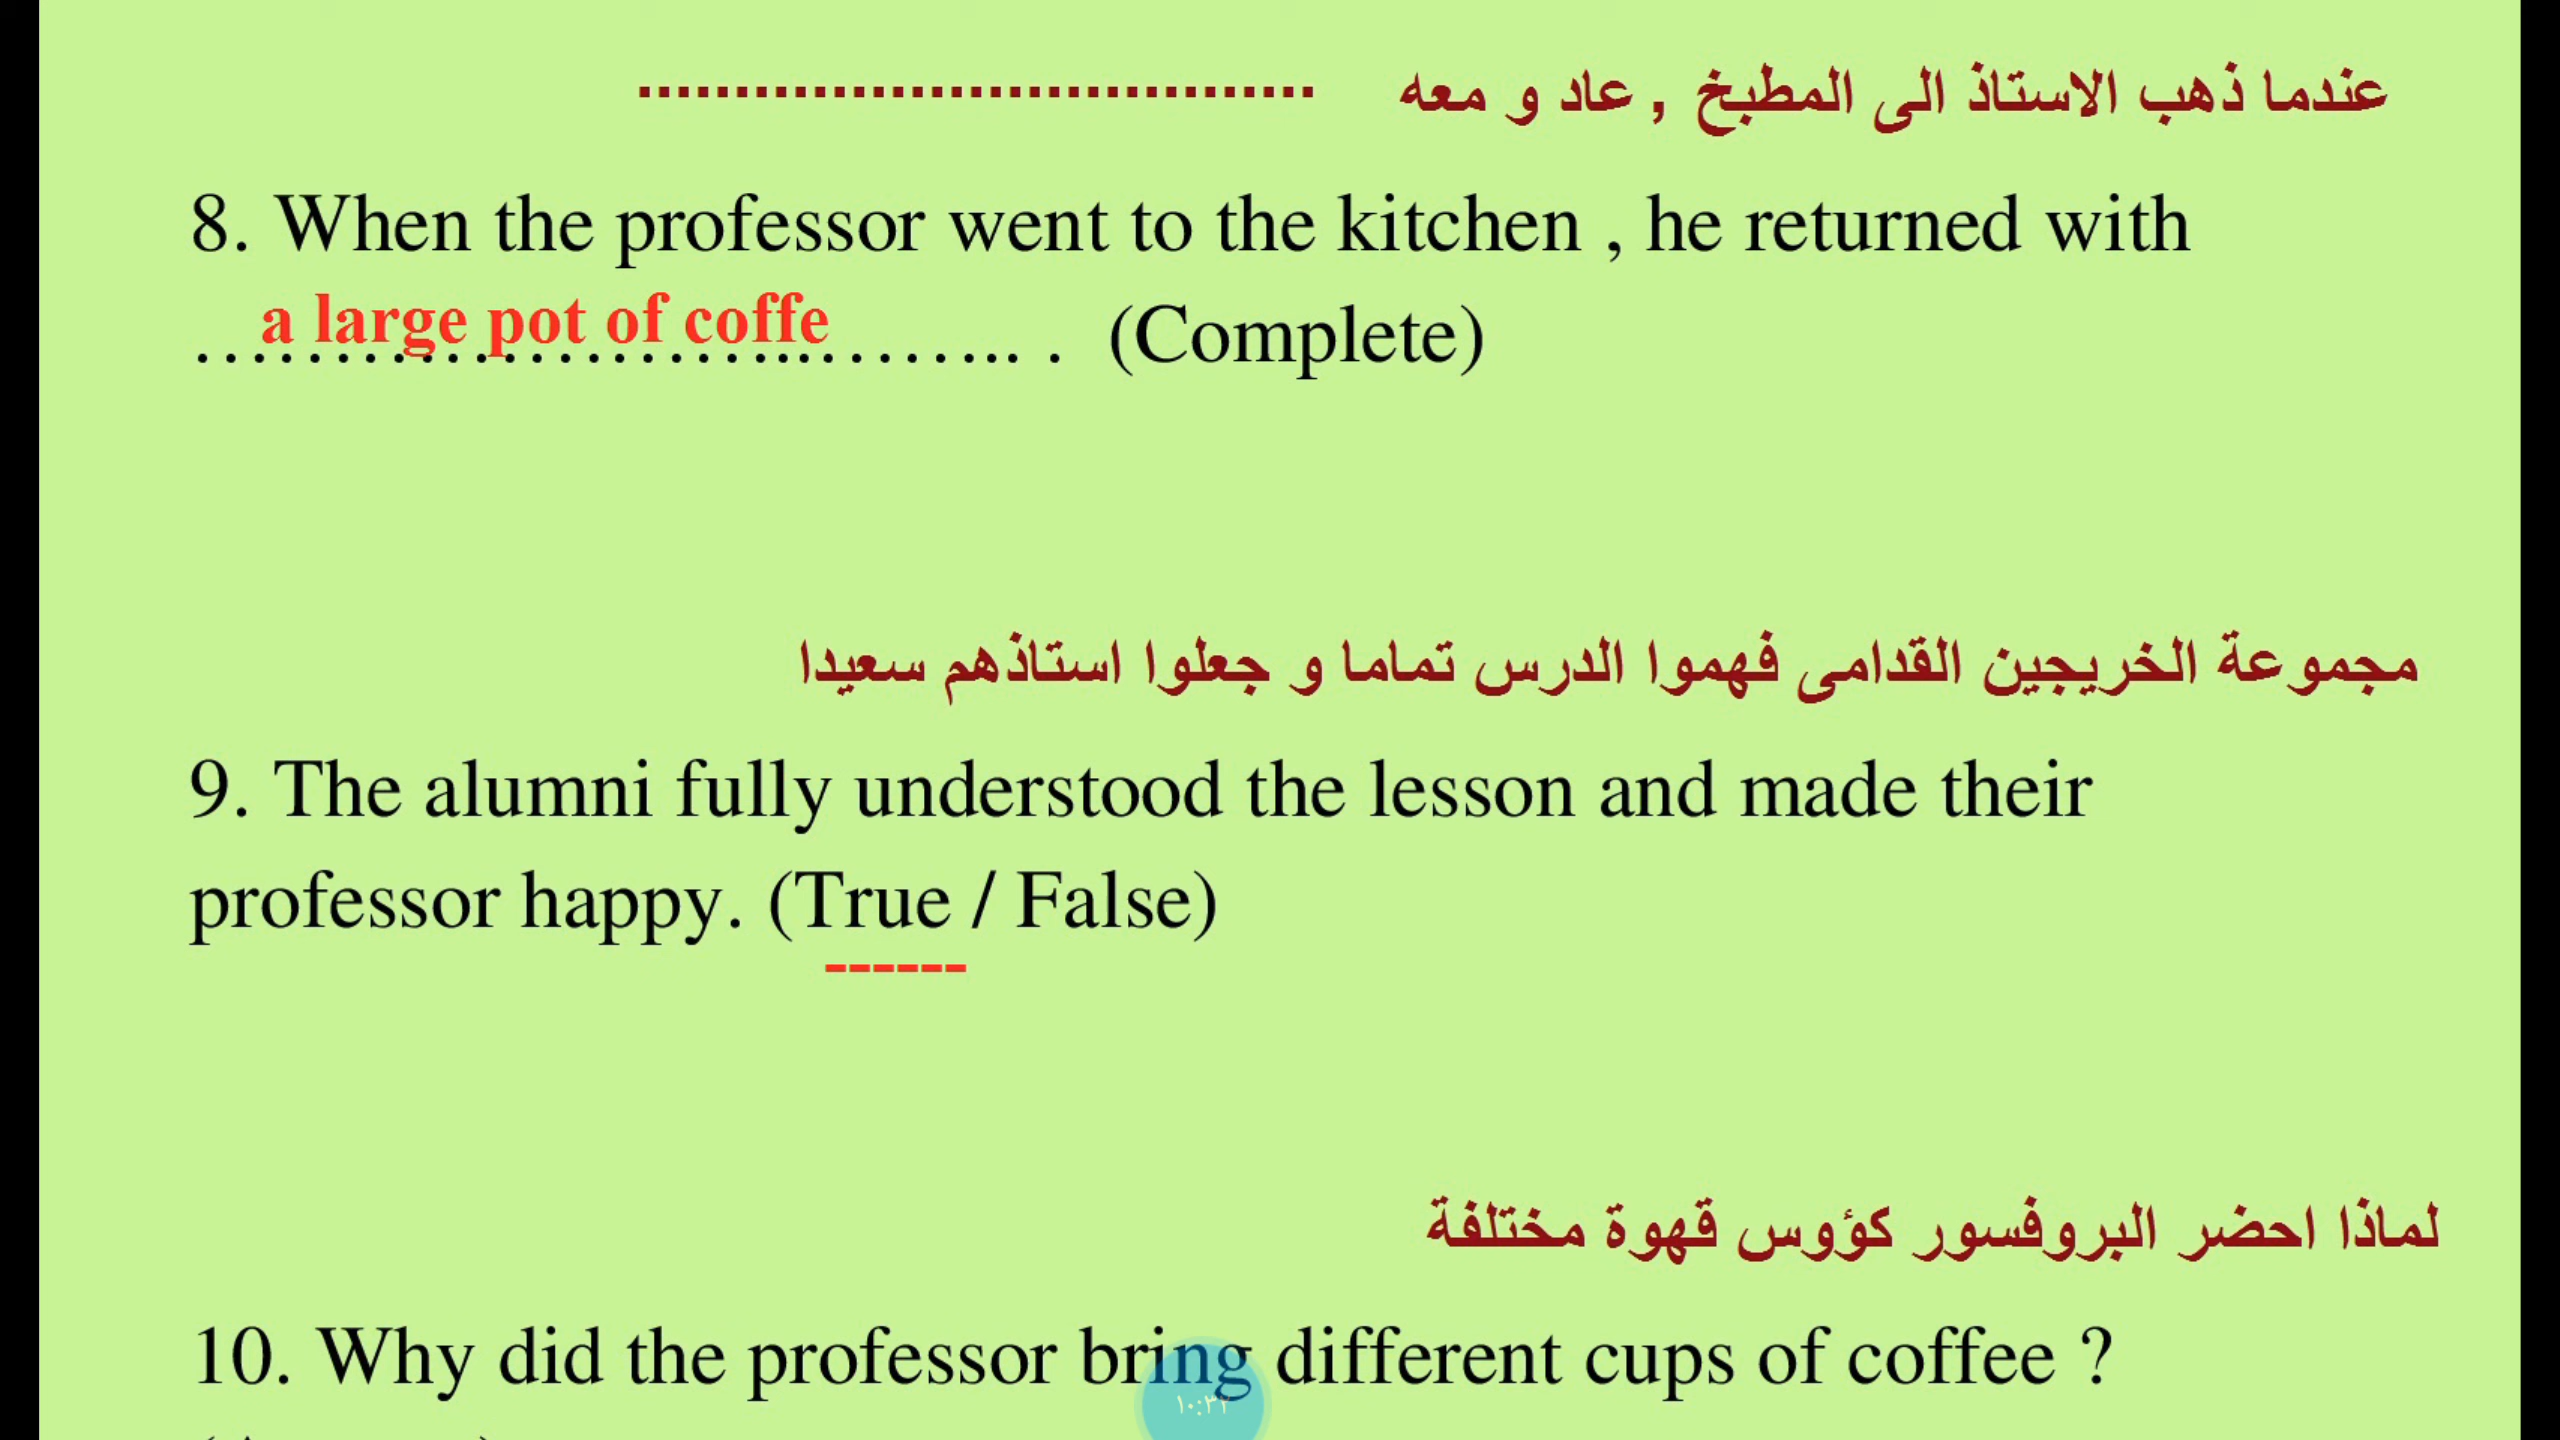 عندما ذهب الاستاذ الى المطبخ , عاد و معه ...................................
8. When the professor went to the kitchen , he returned with
a large pot of coffe
……………………..…….. . (Complete)
مجموعة الخريجين القدامى فهموا الدرس تماما و جعلوا استاذهم سعيدا
9. The alumni fully understood the lesson and made their
professor happy. (True / False)
------
لماذا احضر البروفسور كؤوس قهوة مختلفة
10. Why did the professor bring different cups of coffee ?
١٠:٣٢